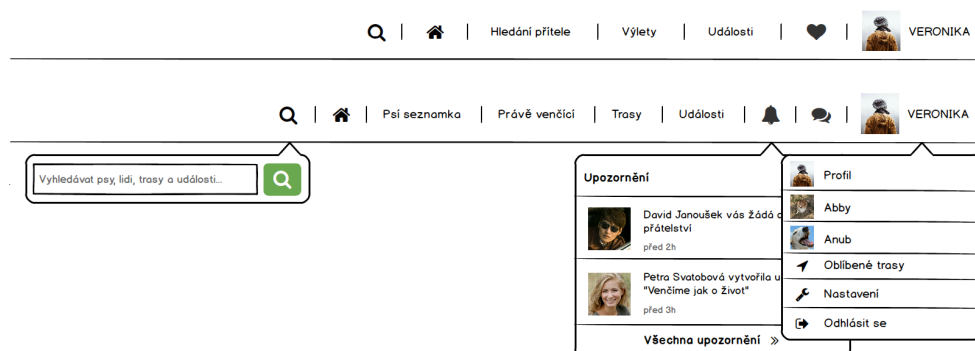 Hledání přítele
Výlety
Události
VERONIKA
Psí seznamka
Právě venčící
Trasy
Události
VERONIKA
Vyhledávat psy, lidi, trasy a události...
Upozornění
David Janoušek vás žádá o
přátelství
před 2h
Petra Svatobová vytvořila u
"Venčíme jak o život"
před 3h
Všechna upozornění »
Profil
Abby
Anub
Oblíbené trasy
Nastavení
Odhlásit se